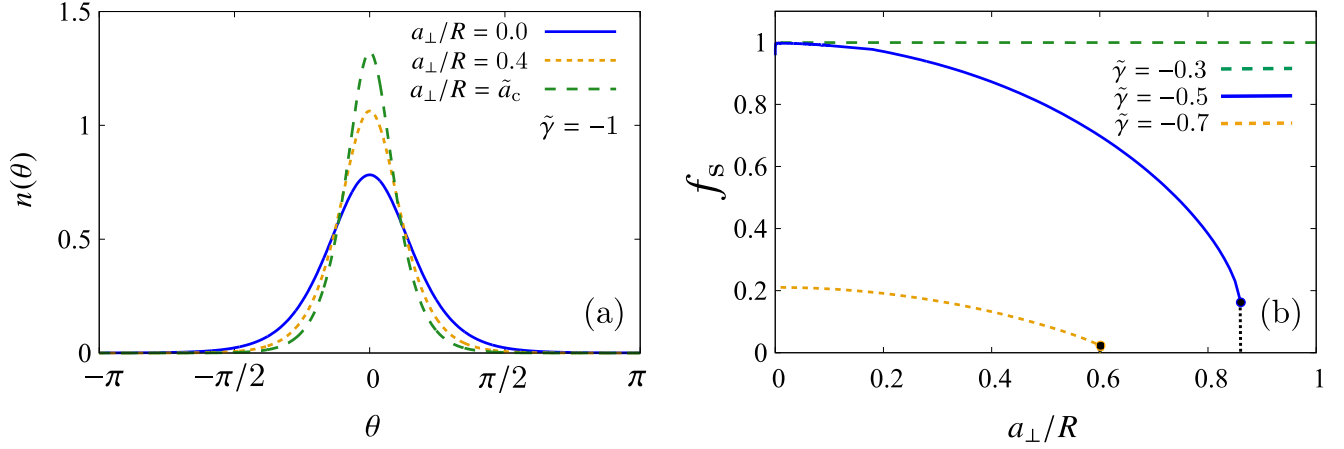 1.5
1
0.5
0
n(θ)
a⊥/R = 0.0
a⊥/R = 0.4
a⊥/R = ãc
γ̃ = −1
(a)
−π
−π/2
0
π/2
π
θ
1
0.8
0.6
0.4
0.2
0
fs
γ̃ = −0.3
γ̃ = −0.5
γ̃ = −0.7
(b)
0
0.2
0.4
0.6
0.8
1
a⊥/R